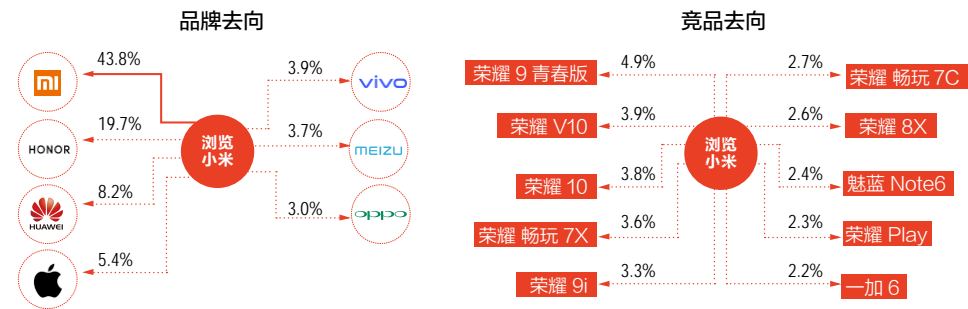 品牌去向
43.8%
mi
19.7%
HONOR
8.2%
HUAWEI
5.4%
浏览
小米
3.9%
vivo
3.7%
MEIZU
3.0%
oppo
竞品去向
荣耀 9 青春版
4.9%
荣耀 V10
3.9%
荣耀 10
3.8%
荣耀 畅玩 7X
3.6%
荣耀 9i
3.3%
浏览
小米
2.7%
荣耀 畅玩 7C
2.6%
荣耀 8X
2.4%
魅蓝 Note6
2.3%
荣耀 Play
2.2%
一加 6